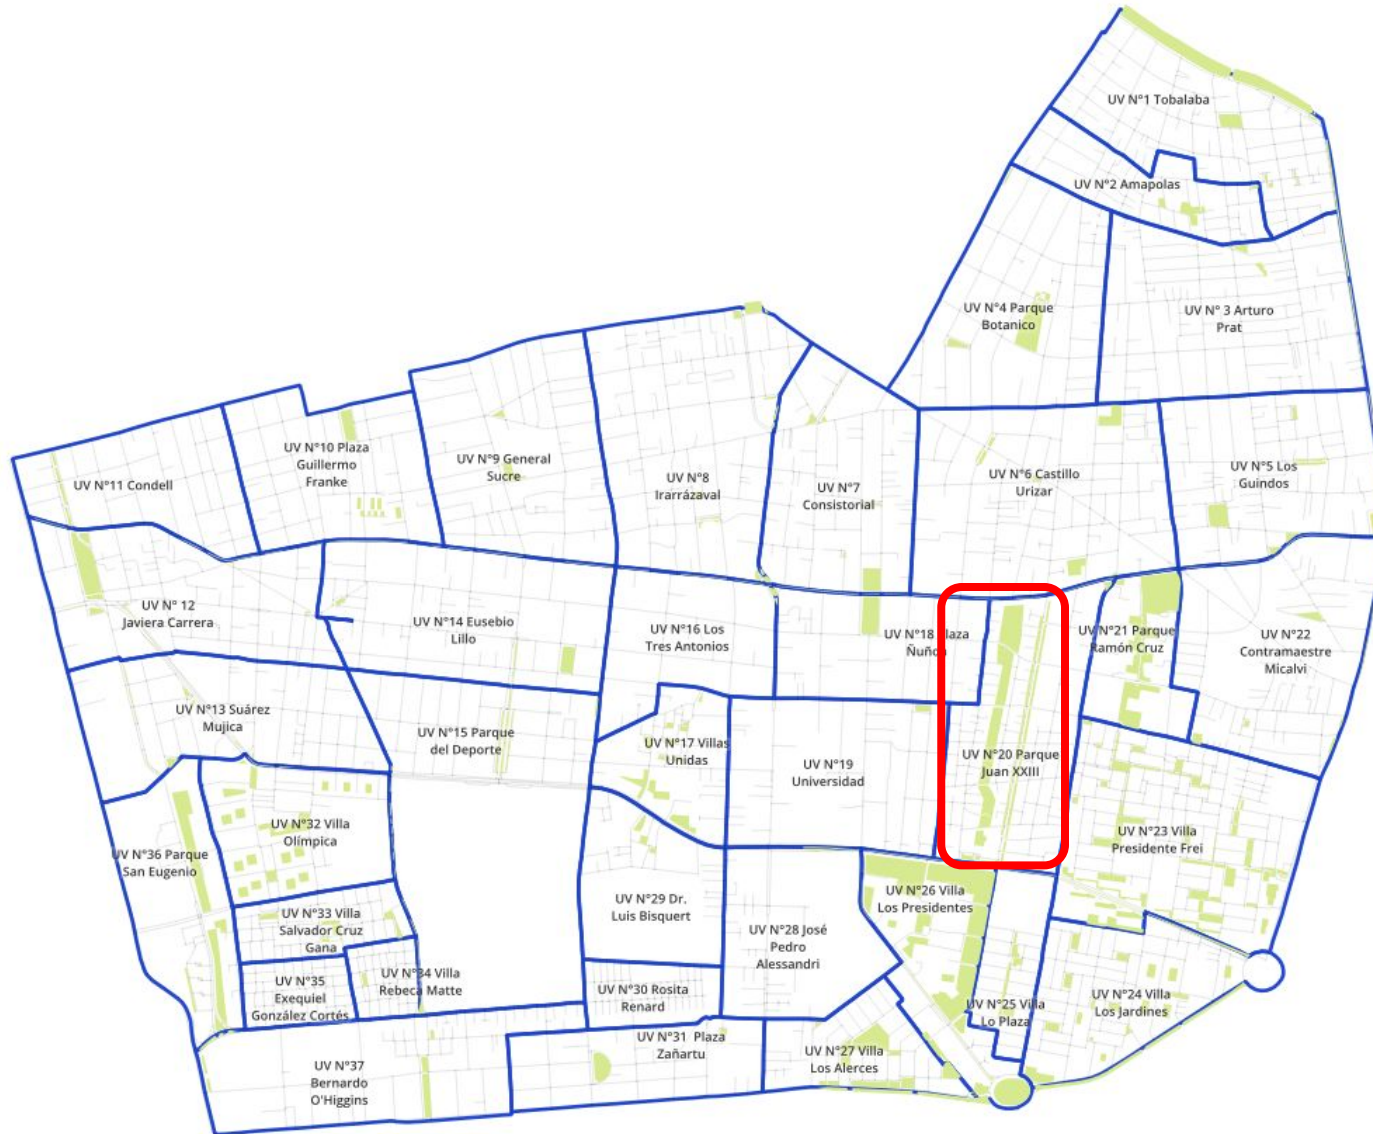 UV N°1 Tobalaba
UV N°2 Amapolas
UV N°4 Parque
Botanico
UV N° 3 Arturo
Prat
UV N°10 Plaza
Guillermo
Franke
UV N°9 General
Sucre
UV N°11 Condell
UV N°8
Irarrázaval
UV N°7
Consistorial
UV N°6 Castillo
Urizar
UV N°5 Los
Guindos
UV N° 12
Javiera Carrera
UV N°14 Eusebio
Lillo
UV N°16 Los
Tres Antonios
UV N°18 Plaza
Ñuñoa
UV N°21 Parque
Ramón Cruz
UV N°22
Contramaestre
Micalvi
UV N°13 Suárez
Mujica
UV N°15 Parque
del Deporte
UV N°17 Villas
Unidas
UV N°19
Universidad
UV N°20 Parque
Juan XXIII
UV N°32 Villa
Olímpica
UV N°23 Villa
Presidente Frei
UV N°36 Parque
San Eugenio
UV N°29 Dr.
Luis Bisquert
UV N°26 Villa
Los Presidentes
UV N°33 Villa
Salvador Cruz
Gana
UV N°28 José
Pedro
Alessandri
UV N°35
Exequiel
González Cortés
UV N°34 Villa
Rebeca Matte
UV N°30 Rosita
Renard
UV N°25 Villa
Lo Plaza
UV N°24 Villa
Los Jardines
UV N°31 Plaza
Zañartu
UV N°27 Villa
Los Alerces
UV N°37
Bernardo
O'Higgins